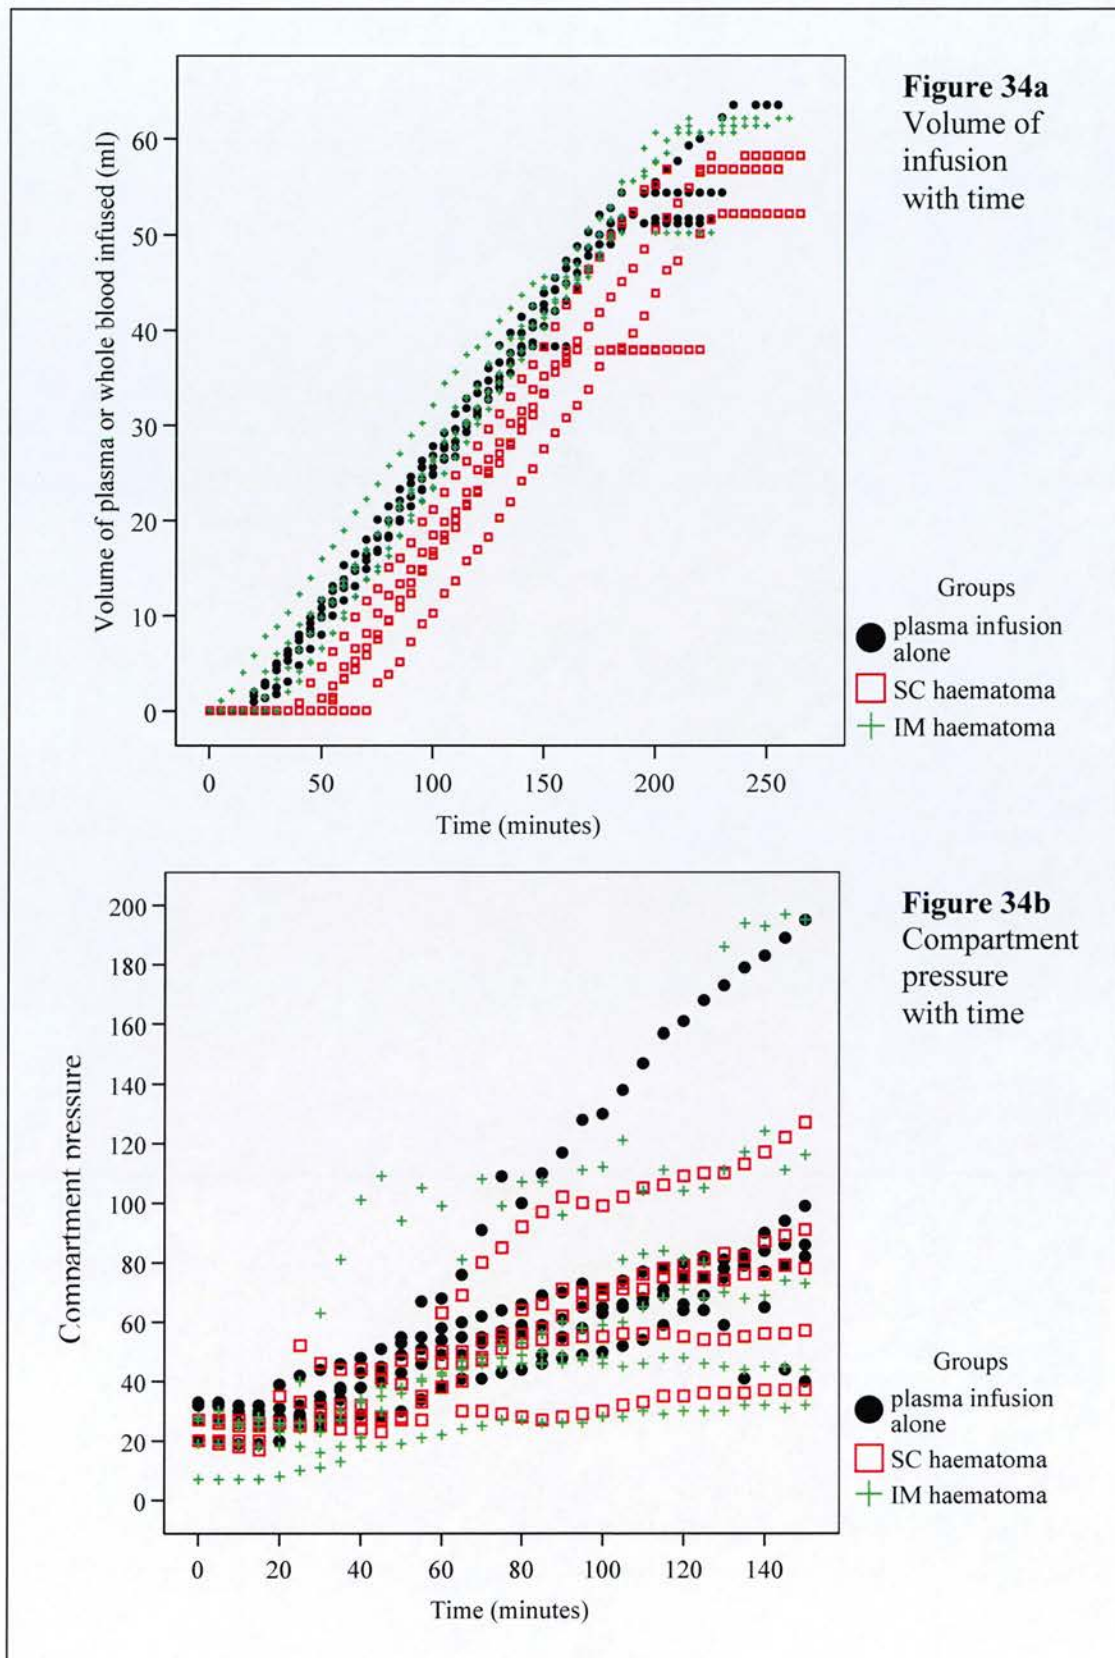 Figure 34a
Volume of
infusion
with time
Volume of plasma or whole blood infused (ml)
60
50
40
30
20
10
0
0 50 100 150 200 250
Time (minutes)
Groups
plasma infusion
alone
SC haematoma
IM haematoma
Figure 34b
Compartment
pressure
with time
Compartment pressure
200
180
160
140
120
100
80
60
40
20
0
0 20 40 60 80 100 120 140
Time (minutes)
Groups
plasma infusion
alone
SC haematoma
IM haematoma